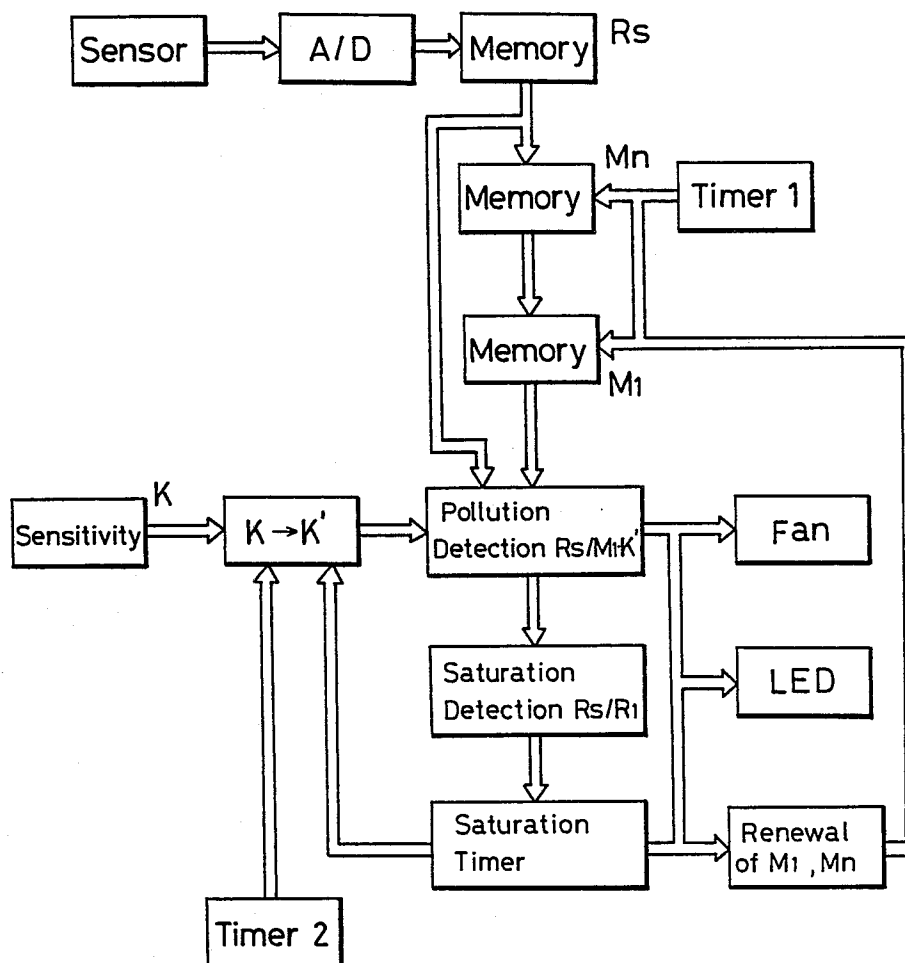 Sensor
A/D
Memory
Rs
Memory
Mn
Timer 1
Memory
M1
Sensitivity
K
K→K'
Pollution
Detection Rs/M1K'
Fan
Saturation
Detection Rs/R1
LED
Saturation
Timer
Renewal
of M1 , Mn
Timer 2